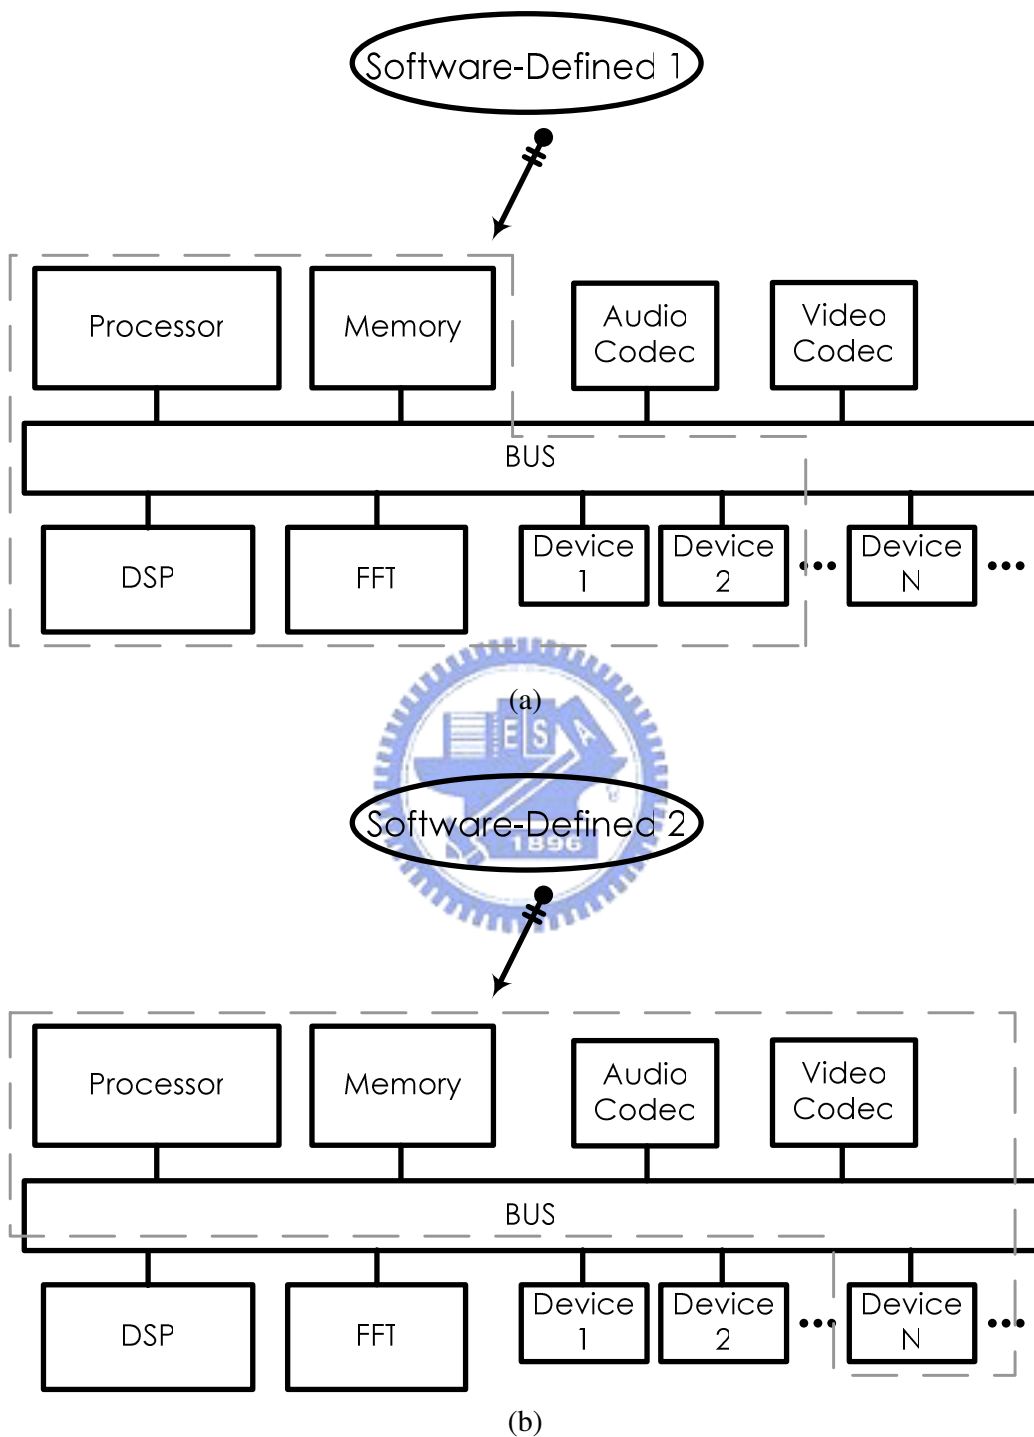 Software-Defined 1
Processor
Memory
Audio
Codec
Video
Codec
BUS
DSP
FFT
Device
1
Device
2
•••
Device
N
•••
(a)
E S A
Software-Defined 2
1896
Processor
Memory
Audio
Codec
Video
Codec
BUS
DSP
FFT
Device
1
Device
2
•••
Device
N
•••
(b)